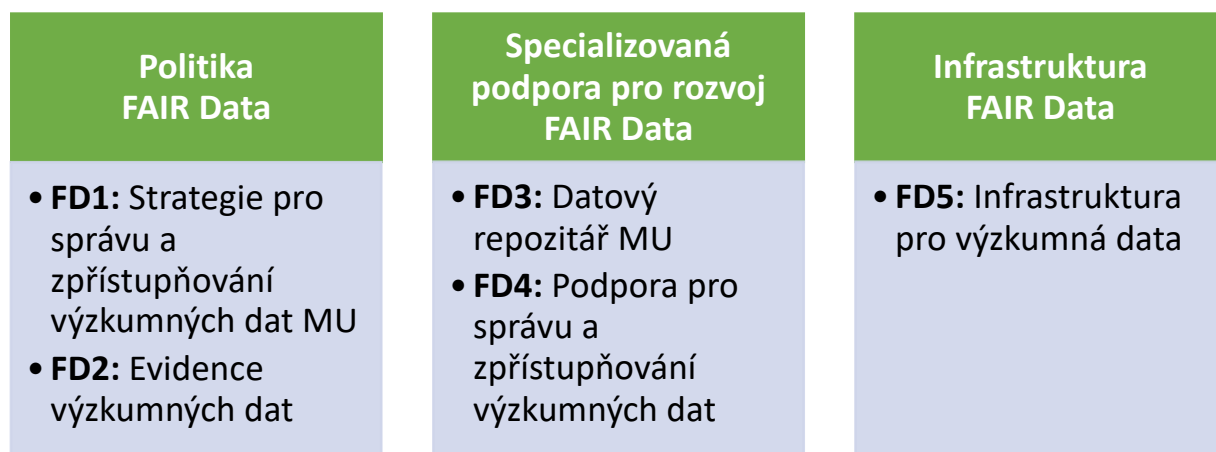 Politika
FAIR Data
• FD1: Strategie pro
správu a
zpřístupňování
výzkumných dat MU
• FD2: Evidence
výzkumných dat
Specializovaná
podpora pro rozvoj
FAIR Data
• FD3: Datový
repozitář MU
• FD4: Podpora pro
správu a
zpřístupňování
výzkumných dat
Infrastruktura
FAIR Data
• FD5: Infrastruktura
pro výzkumná data